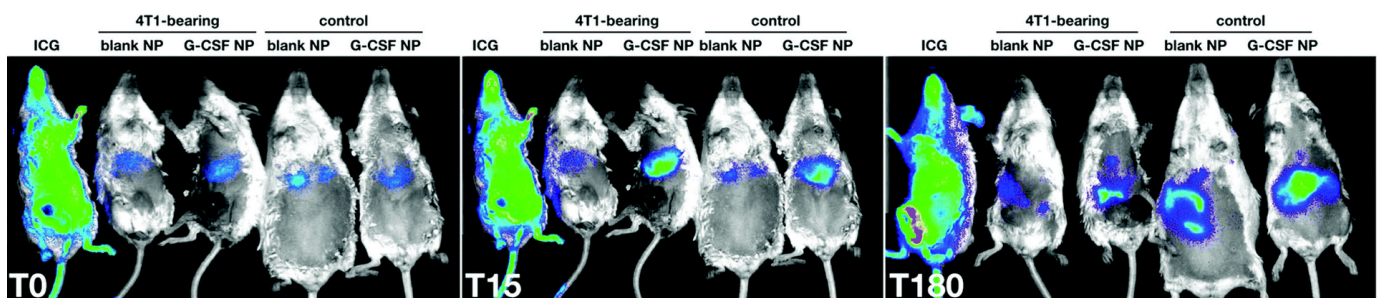 4T1-bearing control 4T1-bearing control 4T1-bearing control
ICG blank NP G-CSF NP blank NP G-CSF NP ICG blank NP G-CSF NP blank NP G-CSF NP ICG blank NP G-CSF NP blank NP G-CSF NP
T0 T15 T180